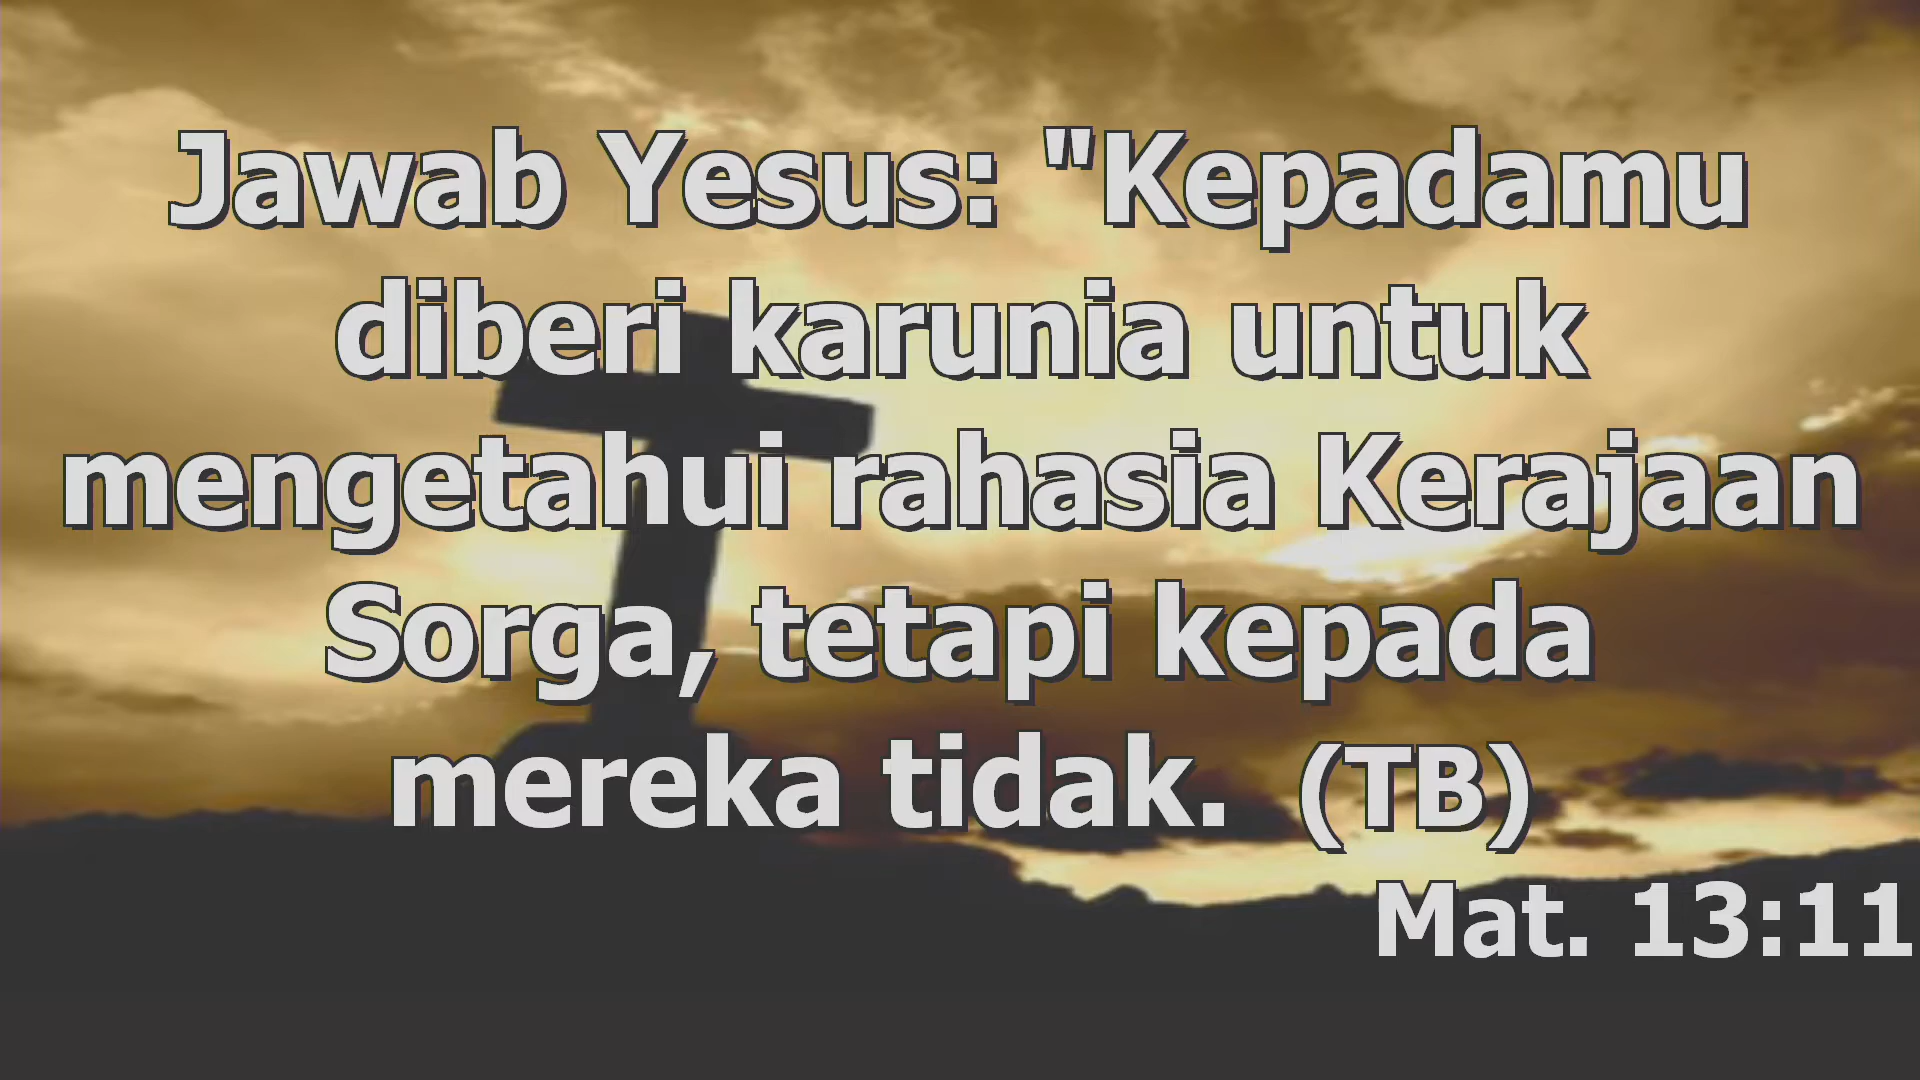 Jawab Yesus: "Kepadamu
diberi karunia untuk
mengetahui rahasia Kerajaan
Sorga, tetapi kepada
mereka tidak. (TB)
Mat. 13:11